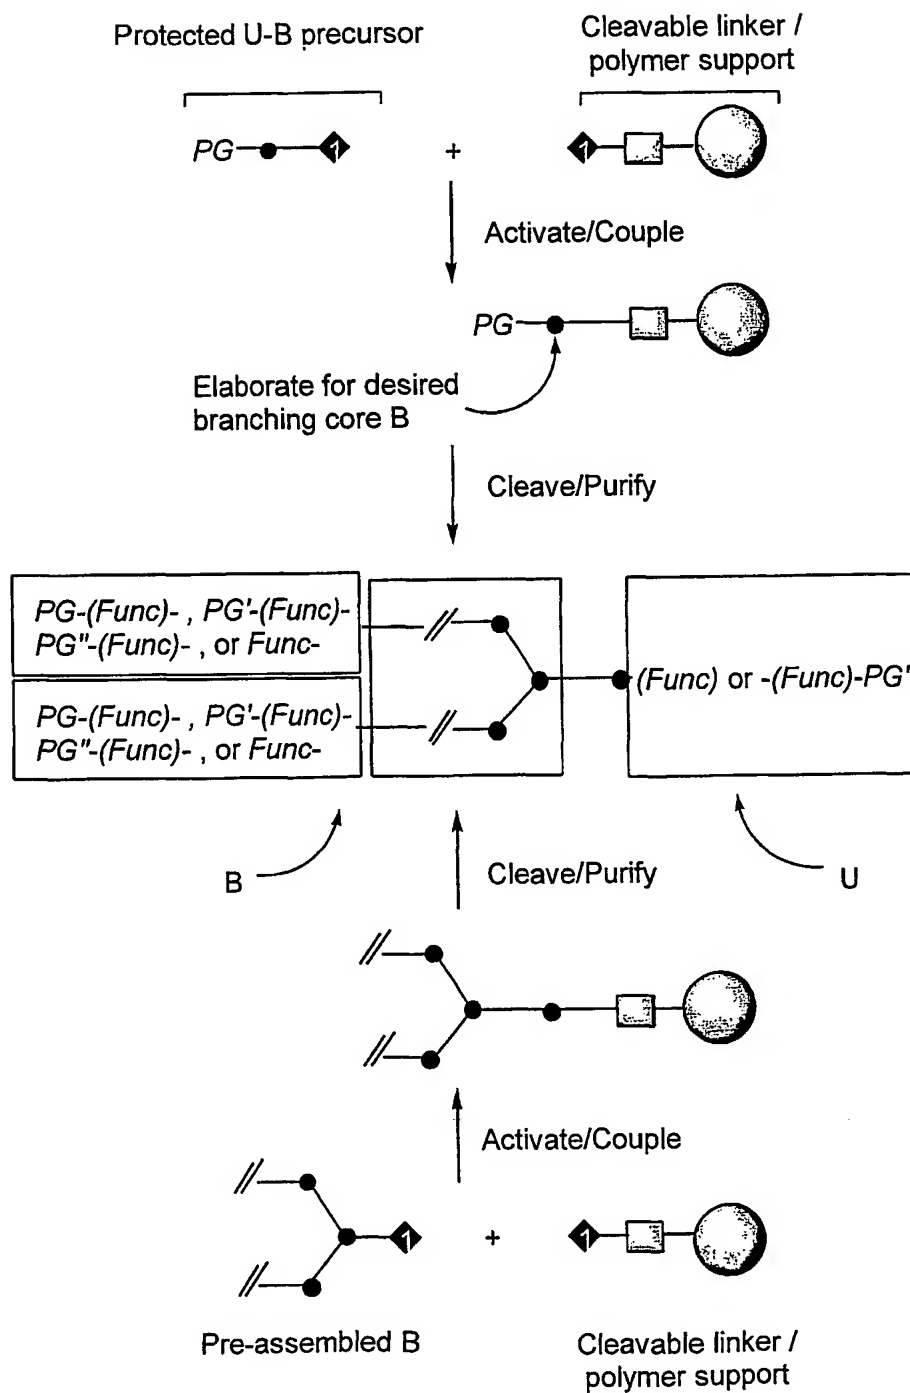 Protected U-B precursor
Cleavable linker /
polymer support
PG
1
+
1
Activate/Couple
PG
Elaborate for desired
branching core B
Cleave/Purify
PG-(Func)- , PG'-(Func)-
PG"-(Func)- , or Func-
(Func) or -(Func)-PG'
PG-(Func)- , PG'-(Func)-
PG"-(Func)- , or Func-
B
Cleave/Purify
U
Activate/Couple
1
+
1
Pre-assembled B
Cleavable linker /
polymer support